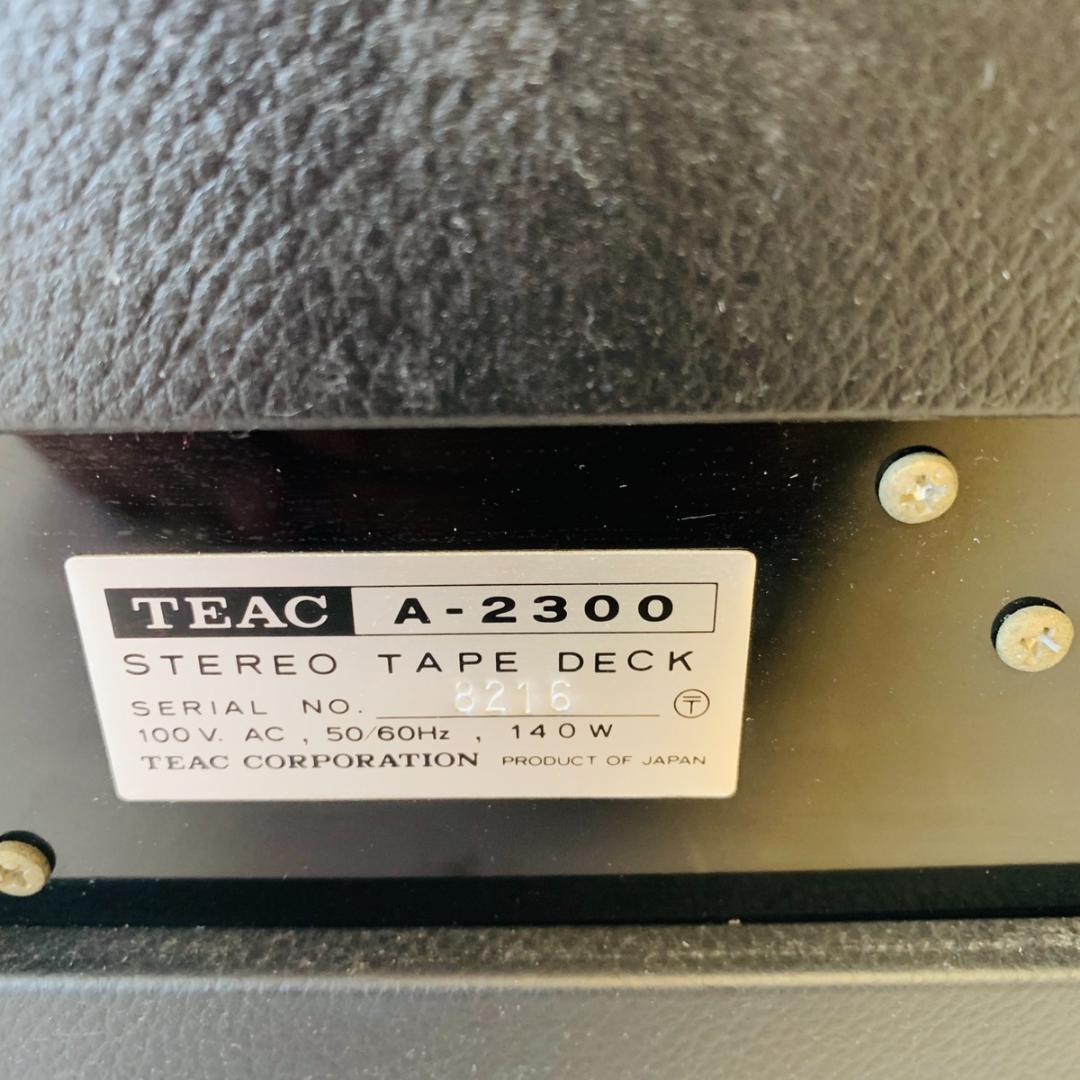 TEAC A-2300
STEREO TAPE DECK
SERIAL NO. 8216 〒
100V. AC, 50/60Hz, 140W
TEAC CORPORATION PRODUCT OF JAPAN